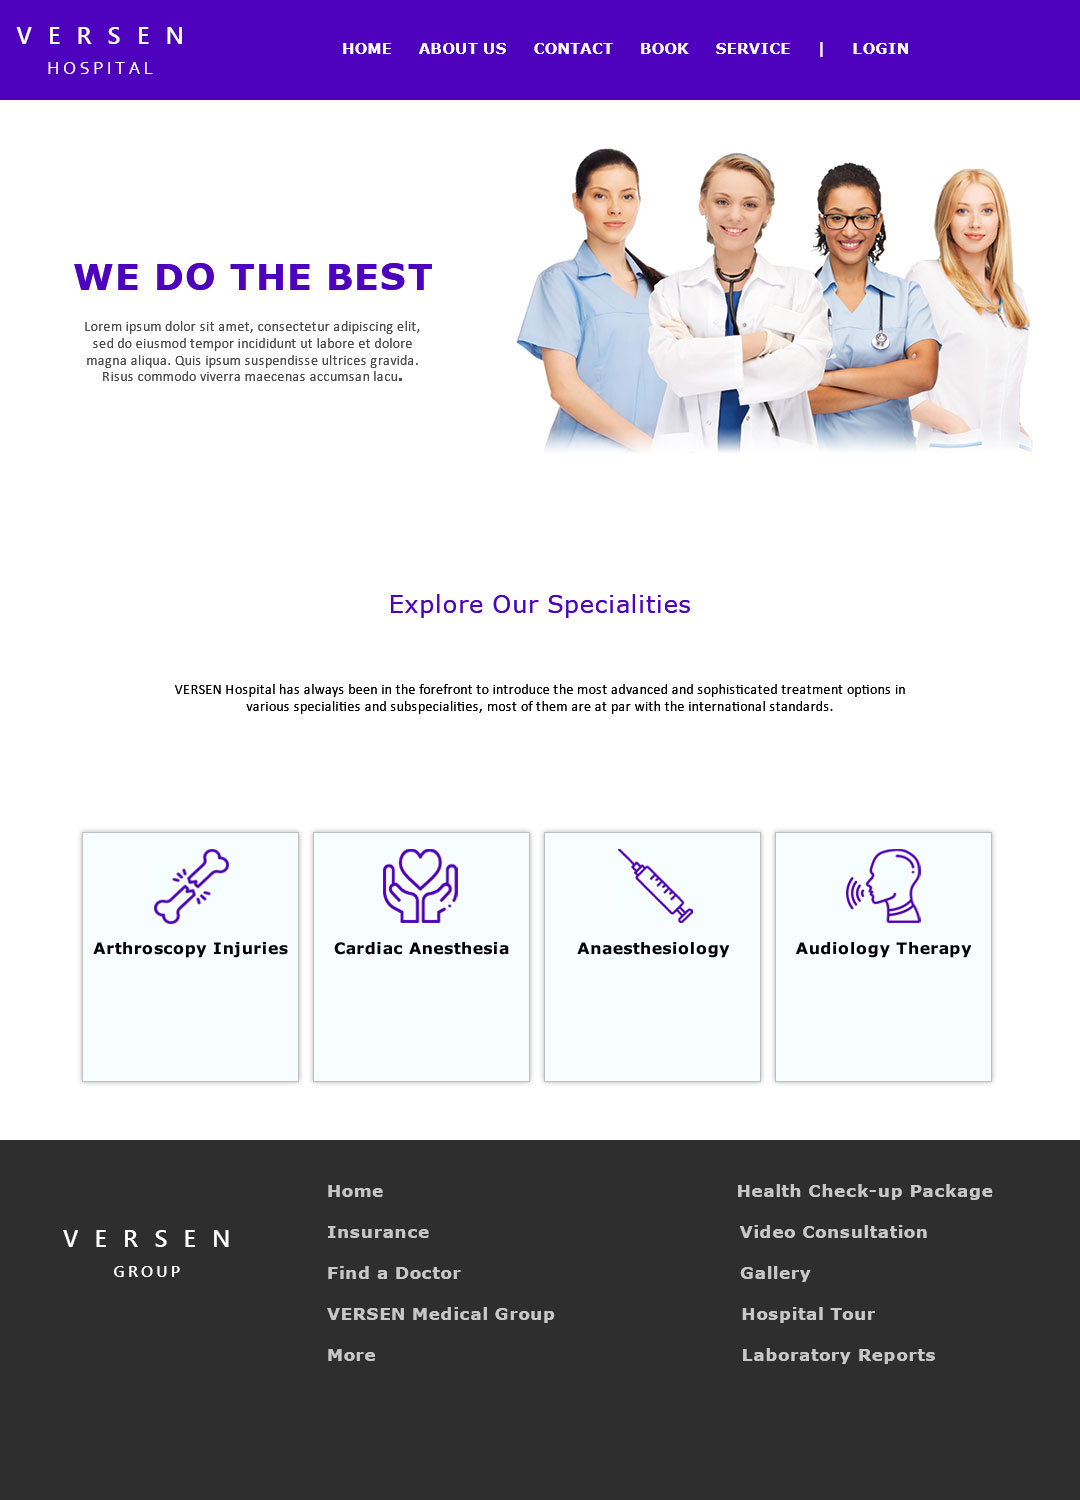 VERSEN
HOSPITAL
HOME ABOUT US CONTACT BOOK SERVICE | LOGIN
WE DO THE BEST
Lorem ipsum dolor sit amet, consectetur adipiscing elit,
sed do eiusmod tempor incididunt ut labore et dolore
magna aliqua. Quis ipsum suspendisse ultrices gravida.
Risus commodo viverra maecenas accumsan lacu.
Explore Our Specialities
VERSEN Hospital has always been in the forefront to introduce the most advanced and sophisticated treatment options in
various specialities and subspecialities, most of them are at par with the international standards.
Arthroscopy Injuries
Cardiac Anesthesia
Anaesthesiology
Audiology Therapy
VERSEN
GROUP
Home
Insurance
Find a Doctor
VERSEN Medical Group
More
Health Check-up Package
Video Consultation
Gallery
Hospital Tour
Laboratory Reports